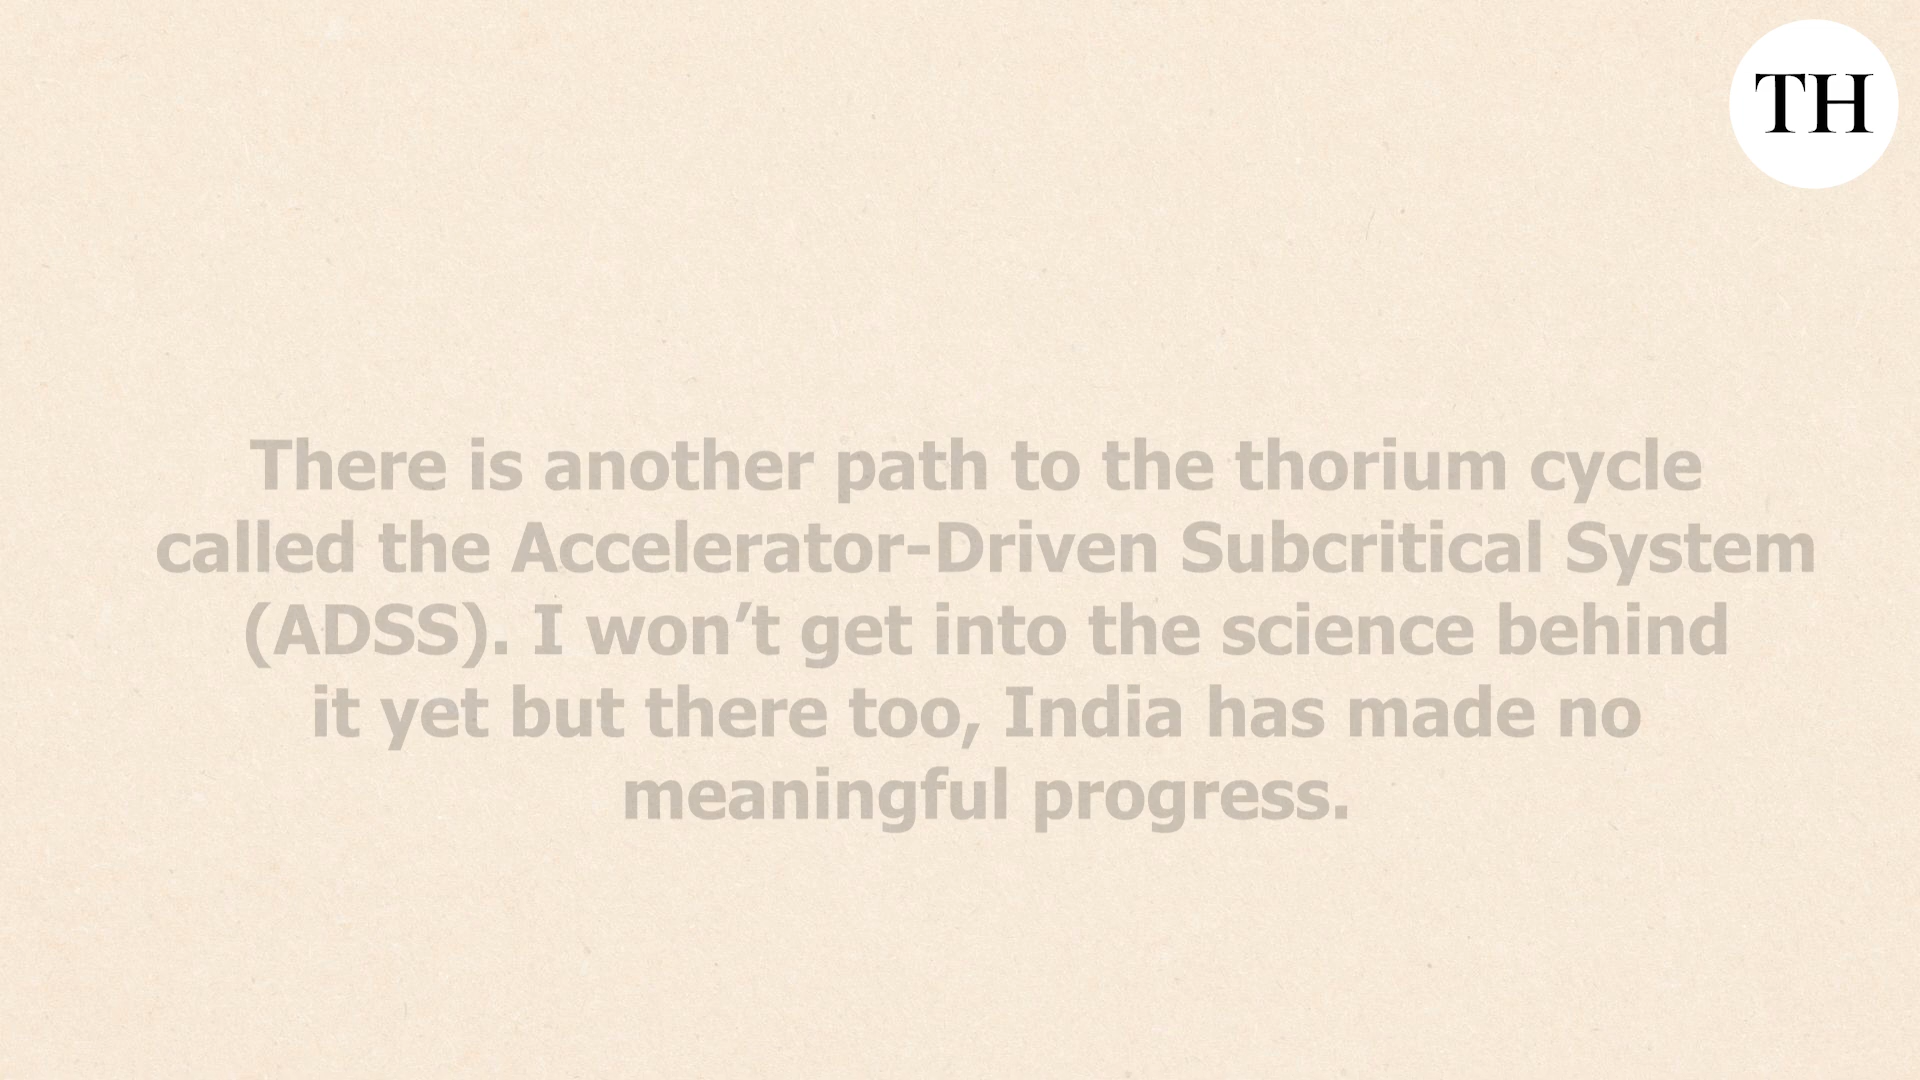 TH
There is another path to the thorium cycle
called the Accelerator-Driven Subcritical System
(ADSS). I won’t get into the science behind
it yet but there too, India has made no
meaningful progress.